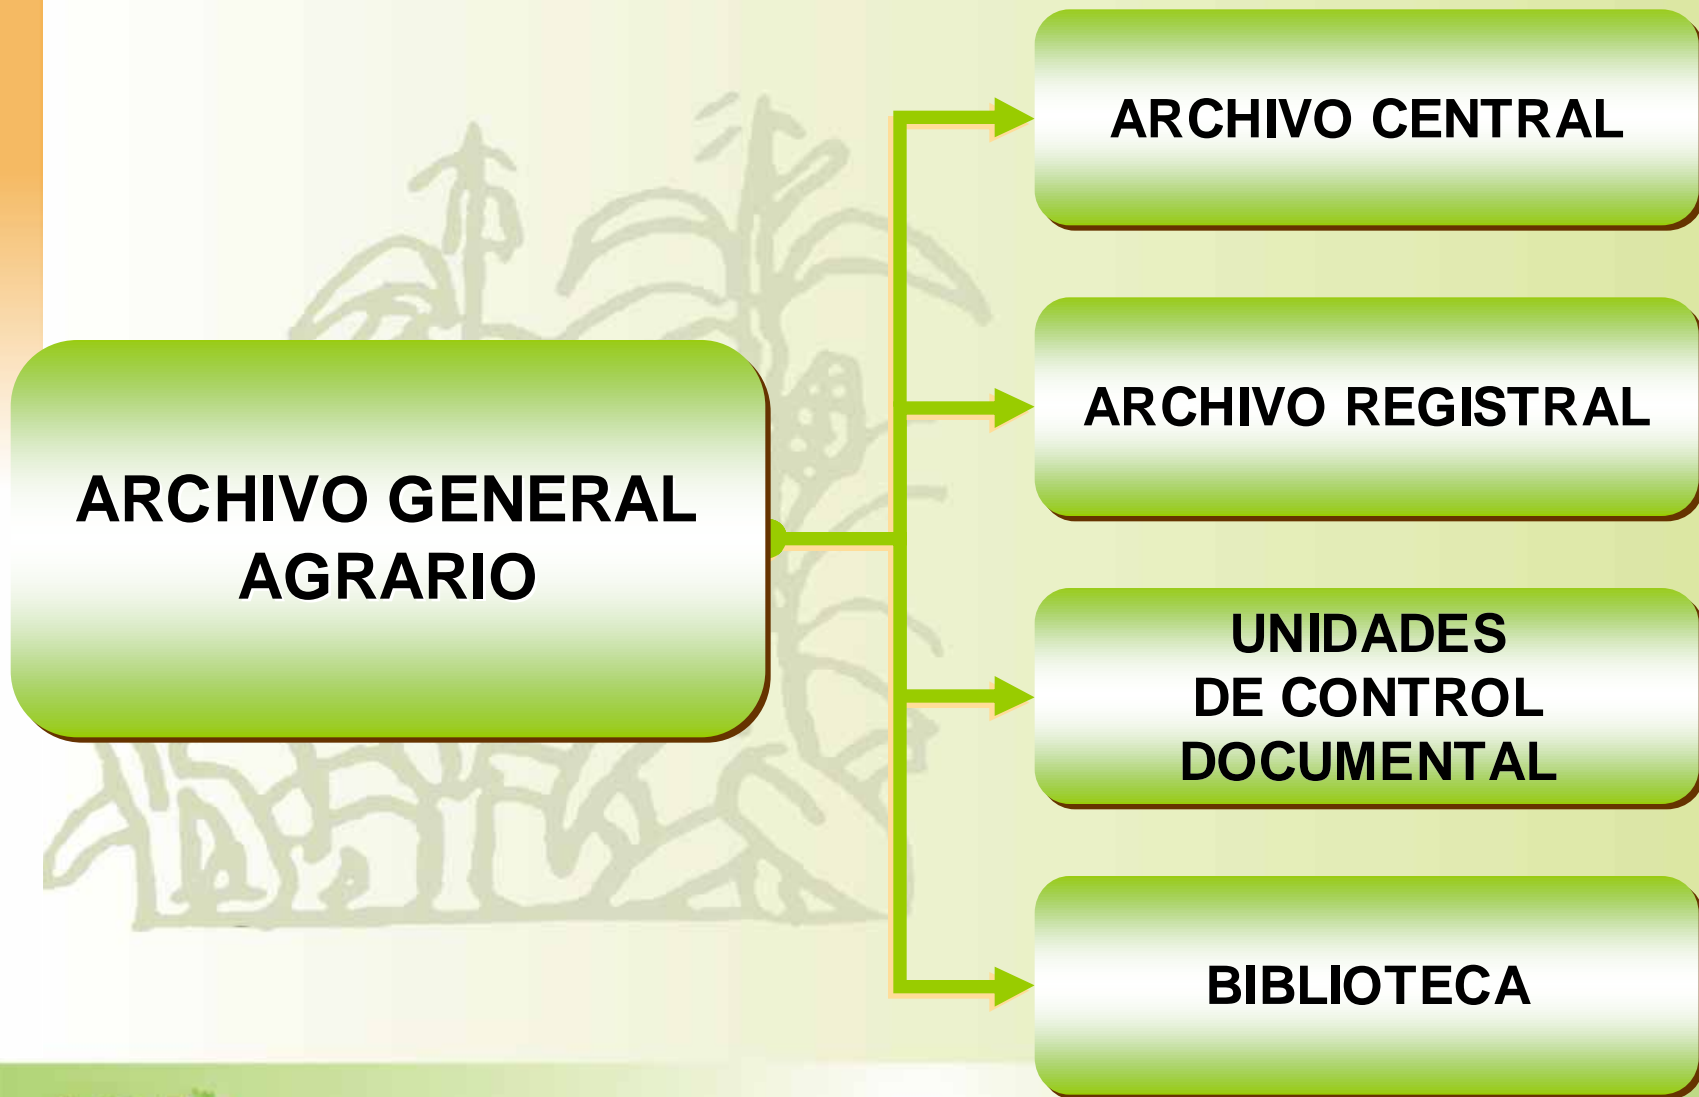 ARCHIVO GENERAL
AGRARIO
ARCHIVO CENTRAL
ARCHIVO REGISTRAL
UNIDADES
DE CONTROL
DOCUMENTAL
BIBLIOTECA